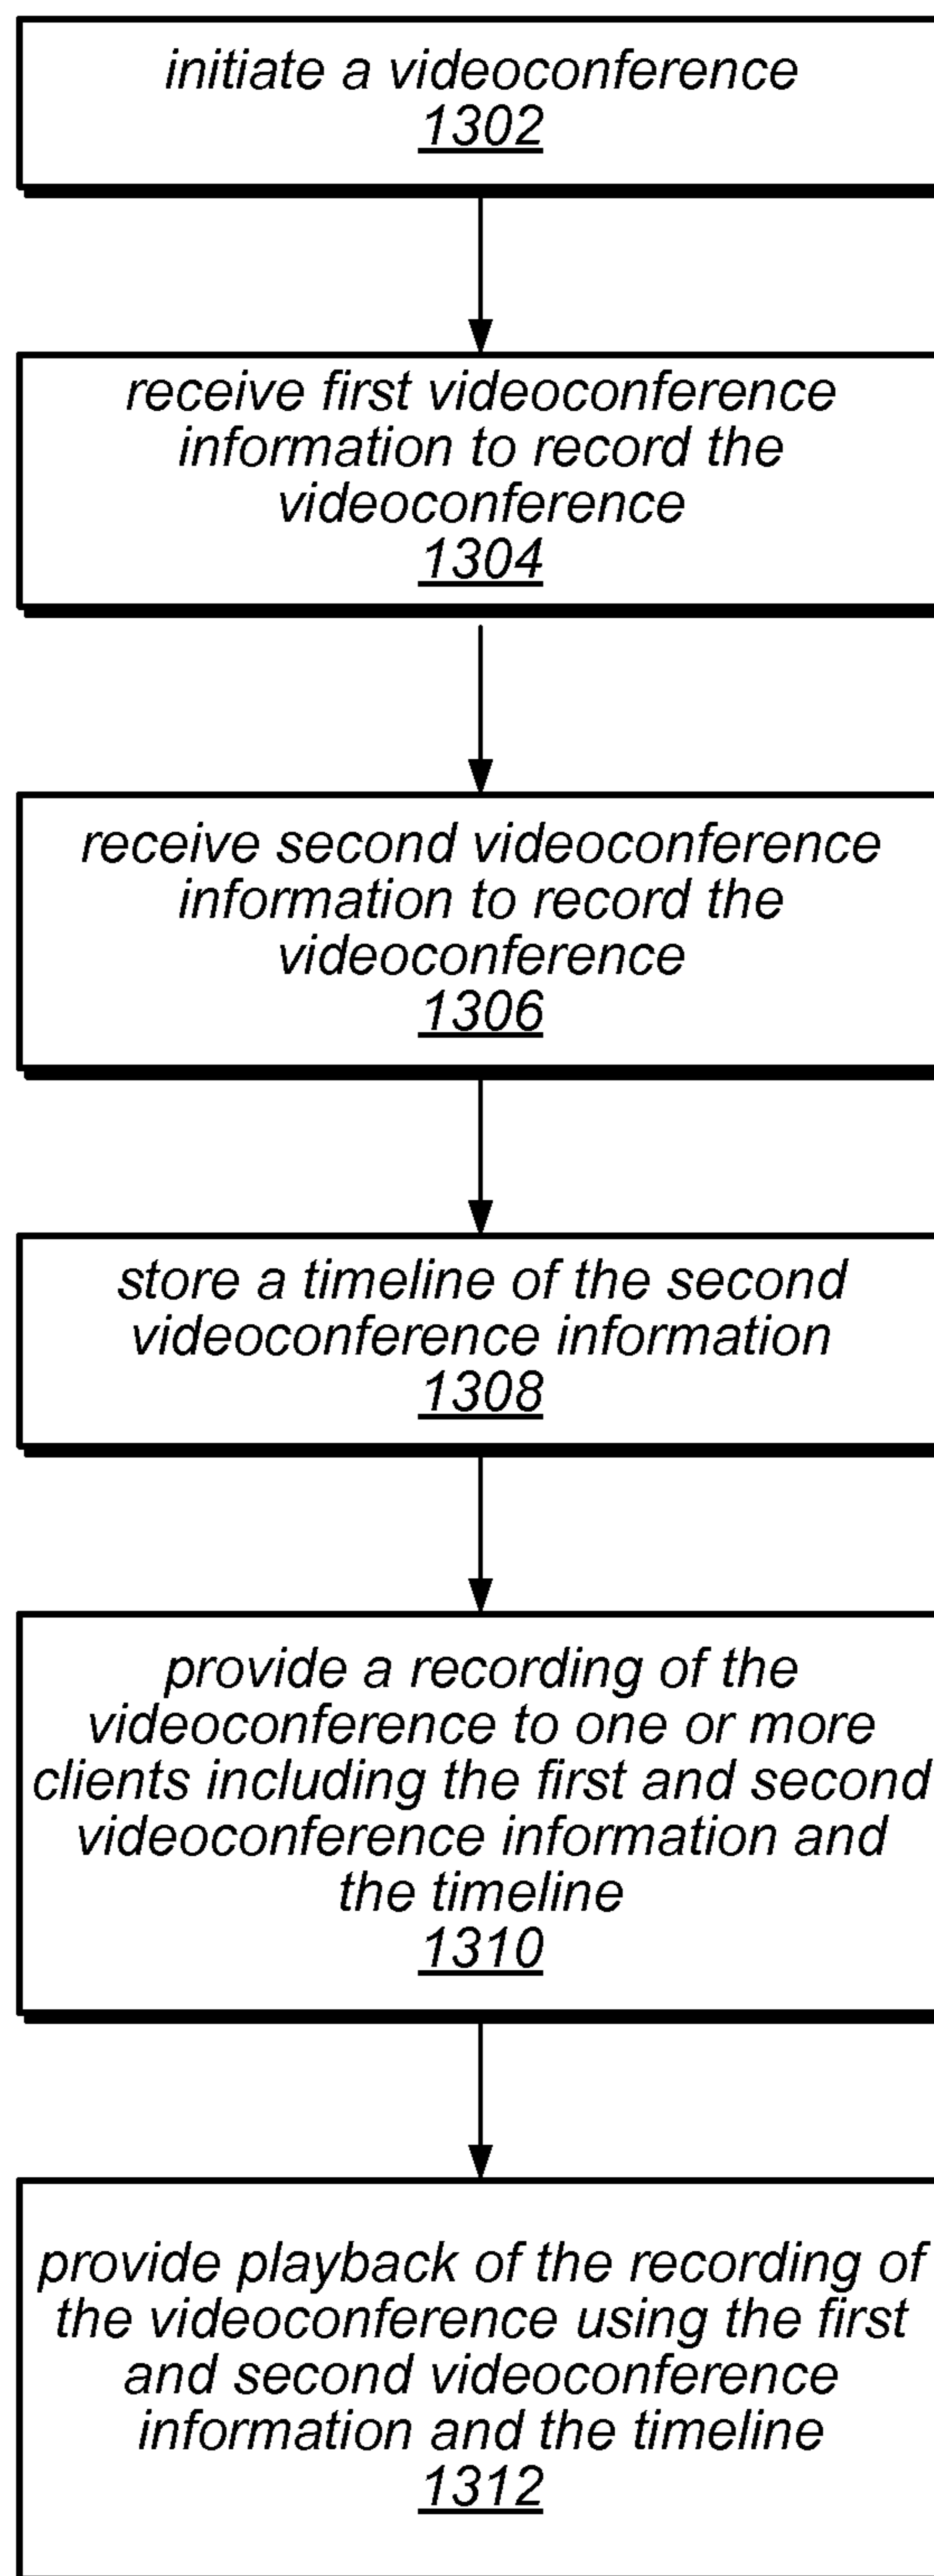 initiate a videoconference
1302
receive first videoconference
information to record the
videoconference
1304
receive second videoconference
information to record the
videoconference
1306
store a timeline of the second
videoconference information
1308
provide a recording of the
videoconference to one or more
clients including the first and second
videoconference information and
the timeline
1310
provide playback of the recording of
the videoconference using the first
and second videoconference
information and the timeline
1312